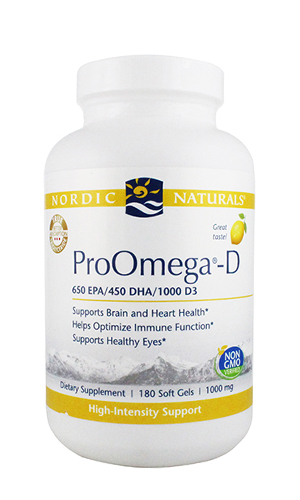 NORDIC NATURALS®
Great
taste!
ProOmega®-D
650 EPA/450 DHA/1000 D3
Supports Brain and Heart Health*
Helps Optimize Immune Function*
Supports Healthy Eyes*
NON
GMO
VERIFIED
Dietary Supplement | 180 Soft Gels | 1000 mg
High-Intensity Support